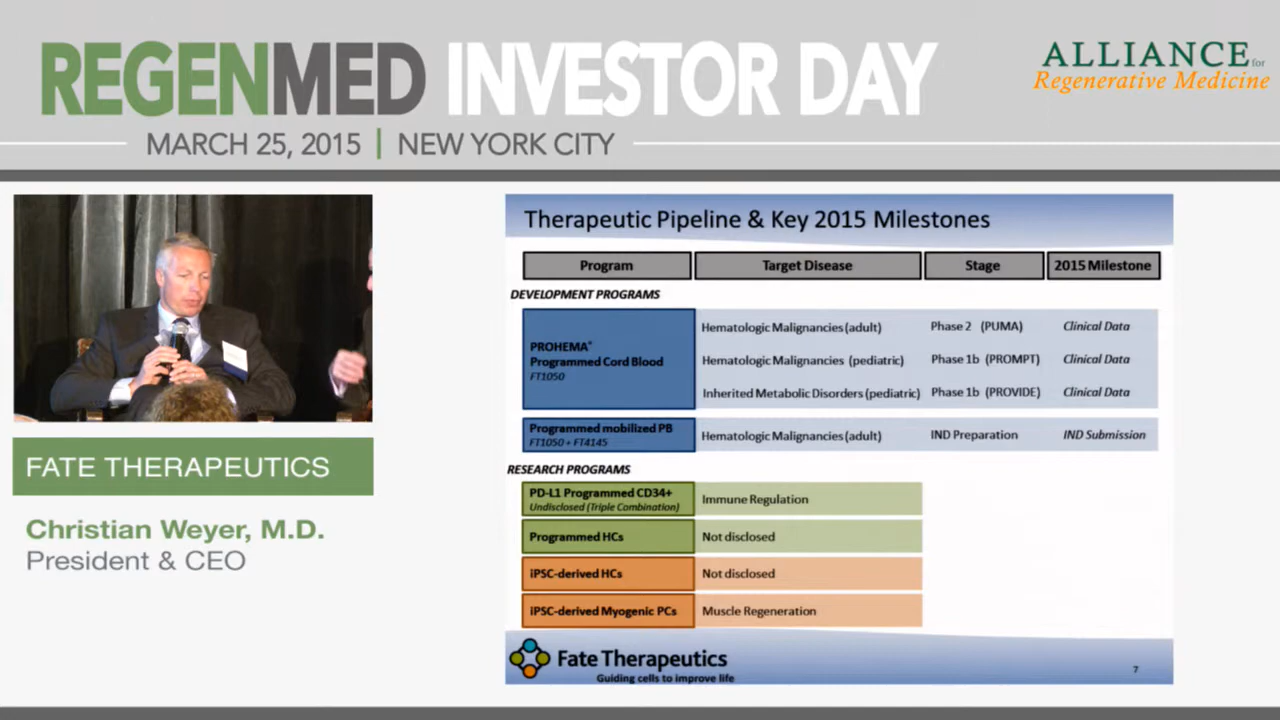 REGENMED INVESTOR DAY
MARCH 25, 2015 | NEW YORK CITY
ALLIANCE for
Regenerative Medicine
FATE THERAPEUTICS
Christian Weyer, M.D.
President & CEO
Therapeutic Pipeline & Key 2015 Milestones
Program Target Disease Stage 2015 Milestone
DEVELOPMENT PROGRAMS
PROHEMA®
Programmed Cord Blood
FT1050
Hematologic Malignancies (adult) Phase 2 (PUMA) Clinical Data
Hematologic Malignancies (pediatric) Phase 1b (PROMPT) Clinical Data
Inherited Metabolic Disorders (pediatric) Phase 1b (PROVIDE) Clinical Data
Programmed mobilized PB
FT1050 + FT4145
Hematologic Malignancies (adult) IND Preparation IND Submission
RESEARCH PROGRAMS
PD-L1 Programmed CD34+
Undisclosed (Triple Combination)
Immune Regulation
Programmed HCs Not disclosed
iPSC-derived HCs Not disclosed
iPSC-derived Myogenic PCs Muscle Regeneration
Fate Therapeutics
Guiding cells to improve life
7